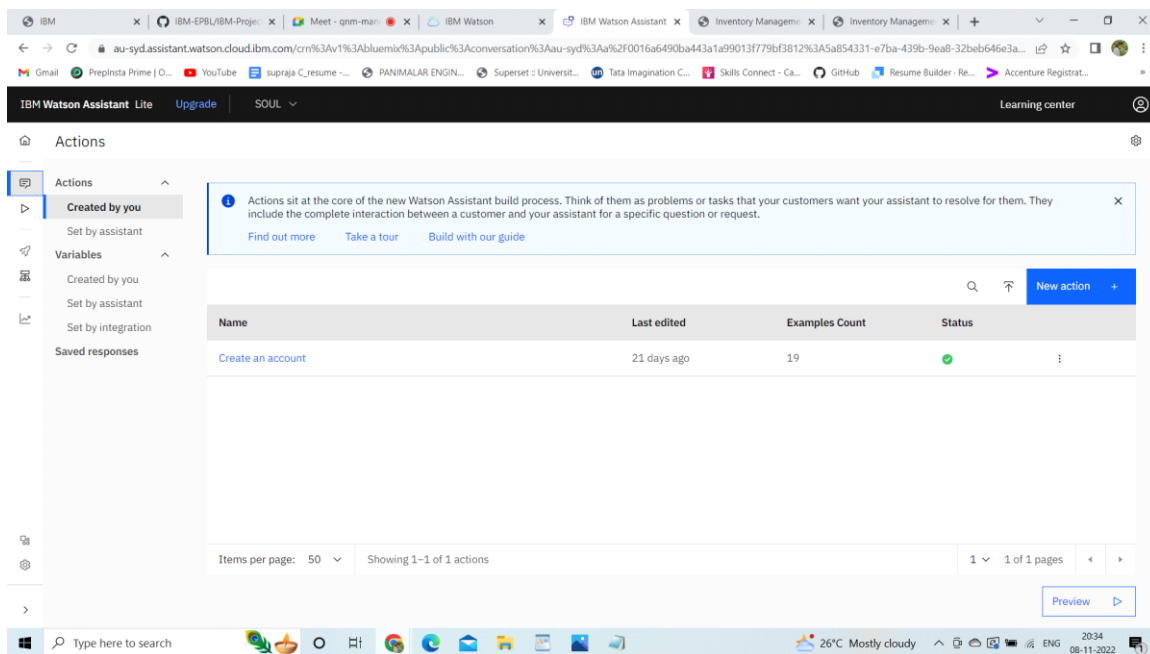 IBM
IBM-EPBL/IBM-Projec
Meet - qnm-man
IBM Watson
IBM Watson Assistant
Inventory Manageme
Inventory Manageme
au-syd.assistant.watson.cloud.ibm.com/crn%3Av1%3Abluemix%3Apublic%3Aconversation%3Aau-syd%3Aa%2F0016a6490ba443a1a99013f779bf3812%3A5a854331-e7ba-439b-9ea8-32beb646e3a...
Gmail
PrepInsta Prime | O...
YouTube
supraja C_resume -...
PANIMALAR ENGIN...
Superset :: Universit...
Tata Imagination C...
Skills Connect - Ca...
GitHub
Resume Builder · Re...
Accenture Registrat...
IBM Watson Assistant Lite
Upgrade
SOUL
Learning center
Actions
Actions
Created by you
Set by assistant
Variables
Created by you
Set by assistant
Set by integration
Saved responses
Actions sit at the core of the new Watson Assistant build process. Think of them as problems or tasks that your customers want your assistant to resolve for them. They
include the complete interaction between a customer and your assistant for a specific question or request.
Find out more Take a tour Build with our guide
New action +
Name Last edited Examples Count Status
Create an account 21 days ago 19
Items per page: 50 Showing 1–1 of 1 actions 1 1 of 1 pages
Preview
Type here to search
26°C Mostly cloudy
ENG
20:34
08-11-2022